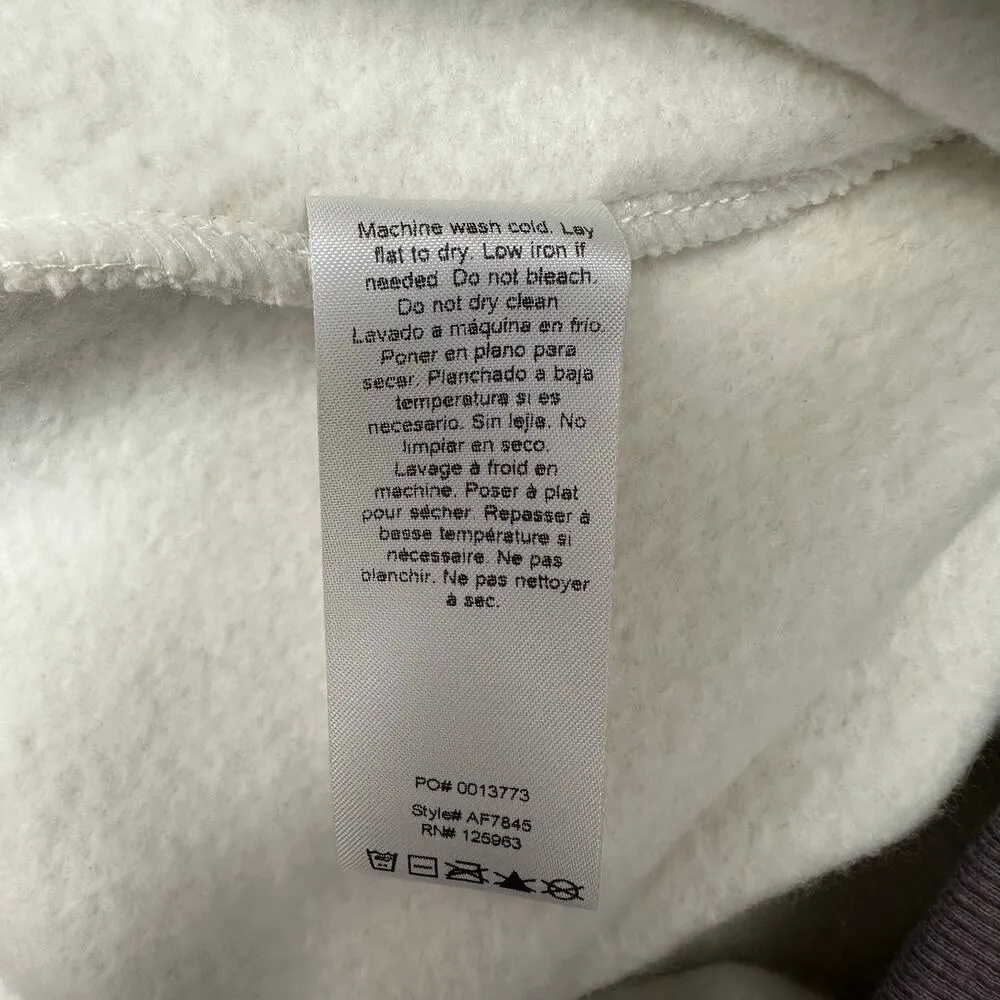 Machine wash cold. Lay
flat to dry. Low iron if
needed. Do not bleach.
Do not dry clean
Lavado a máquina en frío.
Poner en plano para
secar. Planchado a baja
temperatura si es
necesario. Sin lejía. No
limpiar en seco.
Lavage à froid en
machine. Poser à plat
pour sécher. Repasser à
basse température si
nécessaire. Ne pas
blanchir. Ne pas nettoyer
à sec.
PO# 0013773
Style# AF7845
RN# 125963